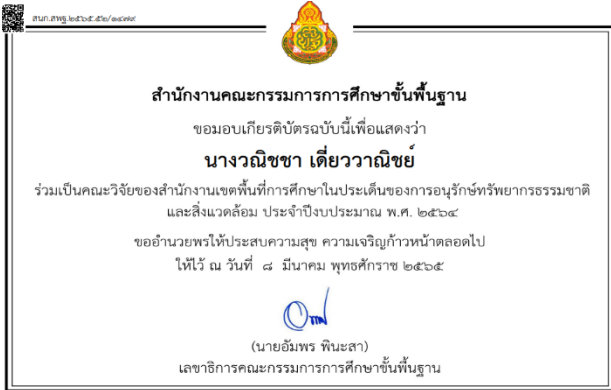 สนก.สพฐ.๒๕๖๕.๕๒/๑๔๗๙
สำนักงานคณะกรรมการการศึกษาขั้นพื้นฐาน
ขอมอบเกียรติบัตรฉบับนี้เพื่อแสดงว่า
นางวณิชชา เดี่ยววาณิชย์
ร่วมเป็นคณะวิจัยของสำนักงานเขตพื้นที่การศึกษาในประเด็นของการอนุรักษ์ทรัพยากรธรรมชาติ
และสิ่งแวดล้อม ประจำปีงบประมาณ พ.ศ. ๒๕๖๔
ขออำนวยพรให้ประสบความสุข ความเจริญก้าวหน้าตลอดไป
ให้ไว้ ณ วันที่ ๘ มีนาคม พุทธศักราช ๒๕๖๕
(นายอัมพร พินะสา)
เลขาธิการคณะกรรมการการศึกษาขั้นพื้นฐาน